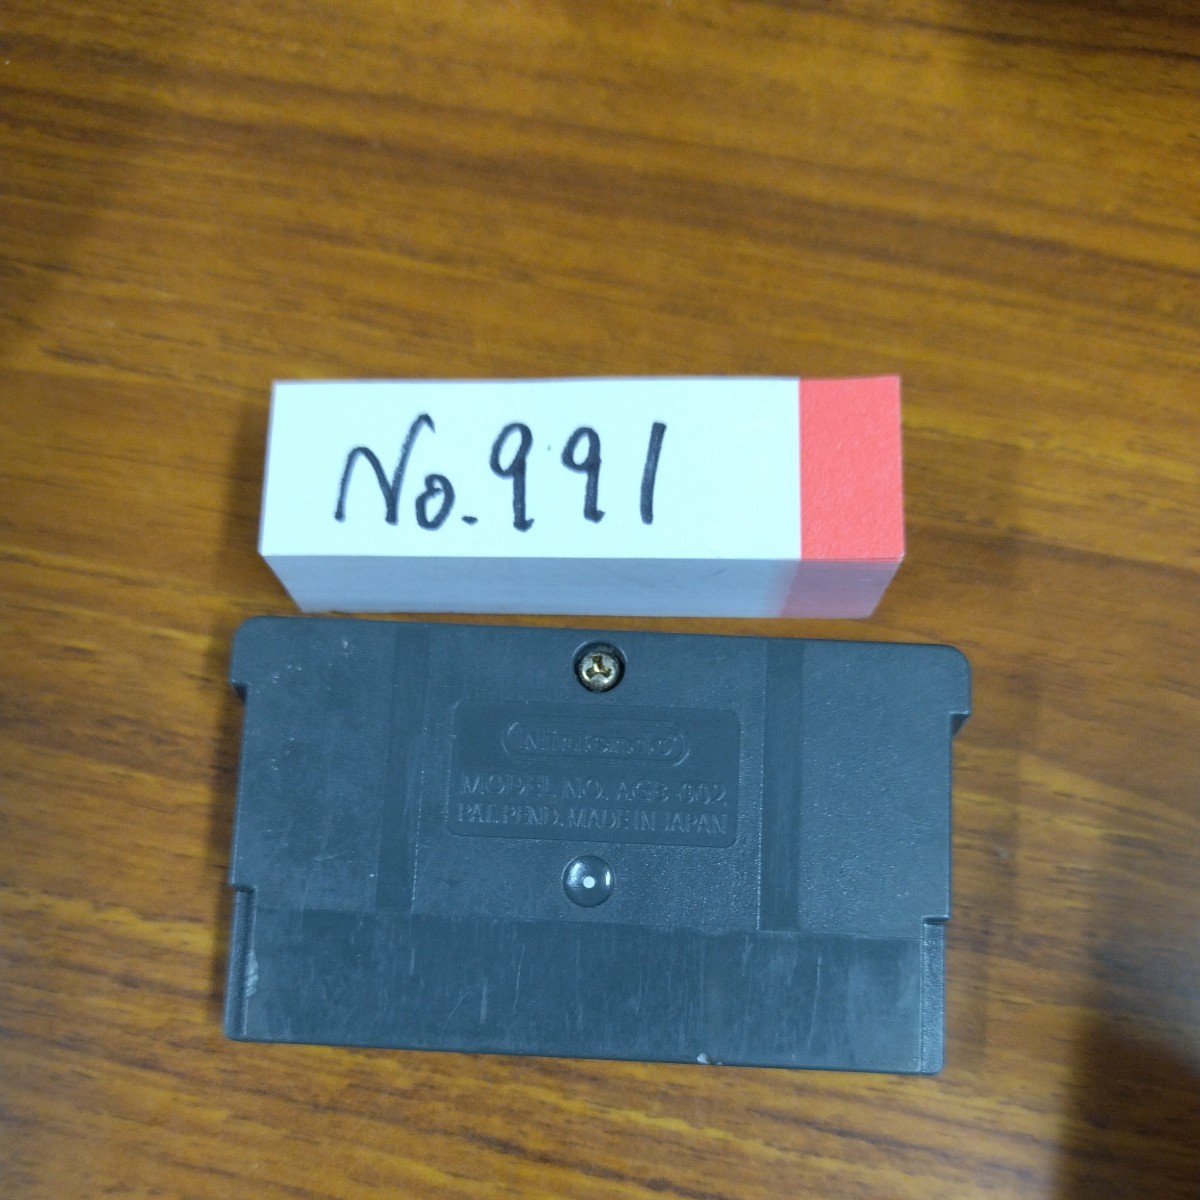 No. 991
Nintendo
MODEL NO. AGB-002
PAT. PEND. MADE IN JAPAN